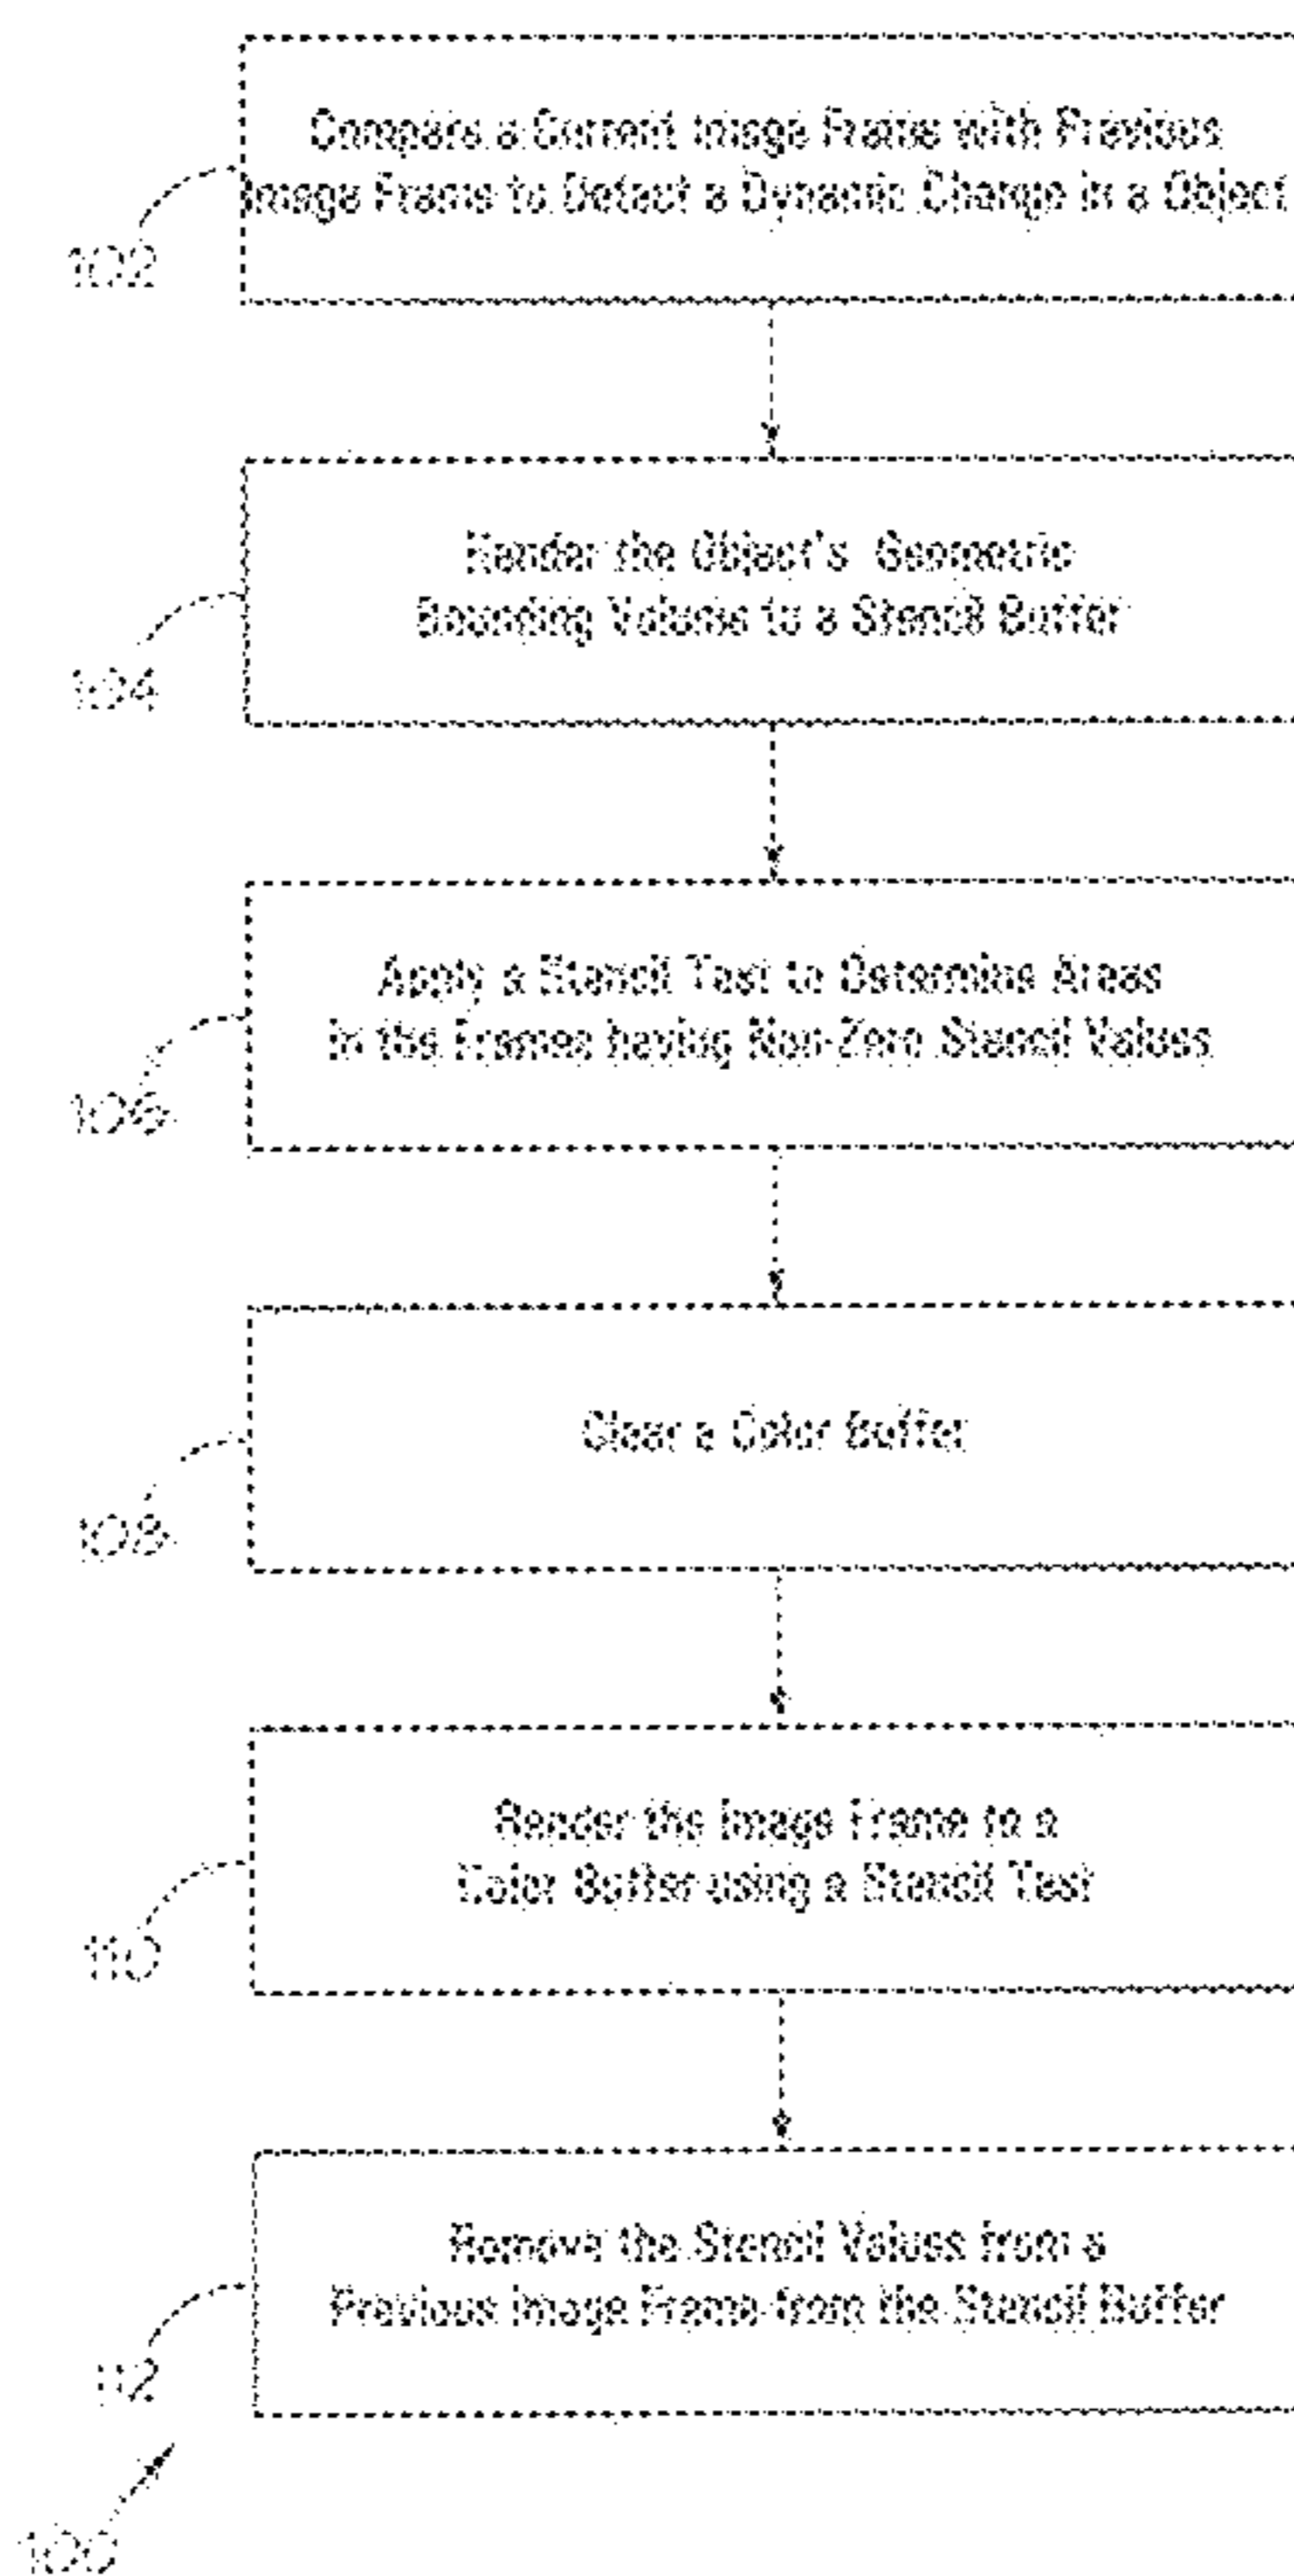 Compare a Current Image Frame with Previous
Image Frame to Detect a Dynamic Change in a Object
102
Render the Object's Geometric
Bounding Volume to a Stencil Buffer
104
Apply a Stencil Test to Determine Areas
in the Frames having Non-Zero Stencil Values
106
Clear a Color Buffer
108
Render the Image Frame to a
Color Buffer using a Stencil Test
110
Remove the Stencil Values from a
Previous Image Frame from the Stencil Buffer
112
100